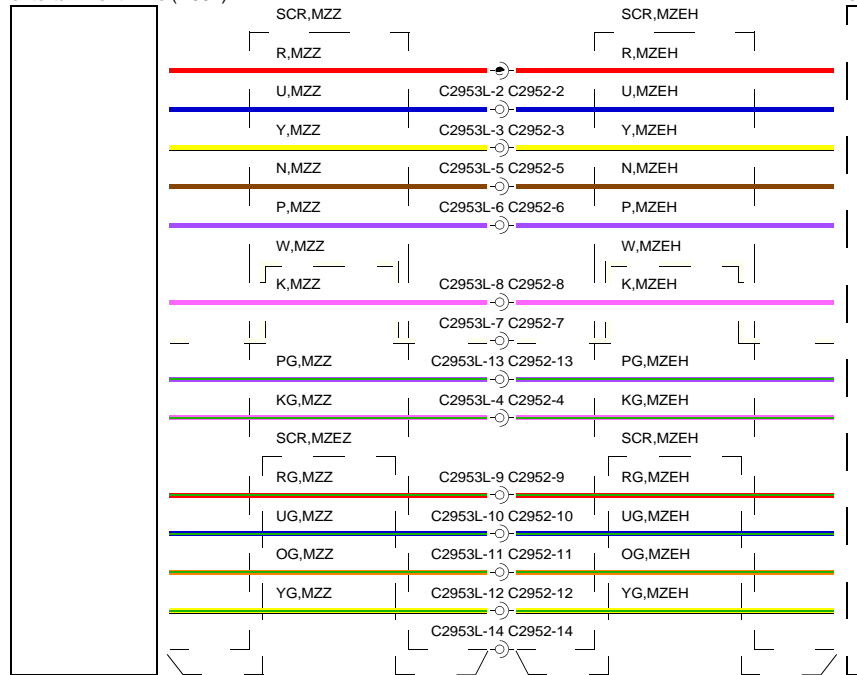 SCR,MZZ SCR,MZEH
R,MZZ R,MZEH
U,MZZ C2953L-2 C2952-2 U,MZEH
Y,MZZ C2953L-3 C2952-3 Y,MZEH
N,MZZ C2953L-5 C2952-5 N,MZEH
P,MZZ C2953L-6 C2952-6 P,MZEH
W,MZZ W,MZEH
K,MZZ C2953L-8 C2952-8 K,MZEH
C2953L-7 C2952-7
PG,MZZ C2953L-13 C2952-13 PG,MZEH
KG,MZZ C2953L-4 C2952-4 KG,MZEH
SCR,MZEZ SCR,MZEH
RG,MZZ C2953L-9 C2952-9 RG,MZEH
UG,MZZ C2953L-10 C2952-10 UG,MZEH
OG,MZZ C2953L-11 C2952-11 OG,MZEH
YG,MZZ C2953L-12 C2952-12 YG,MZEH
C2953L-14 C2952-14